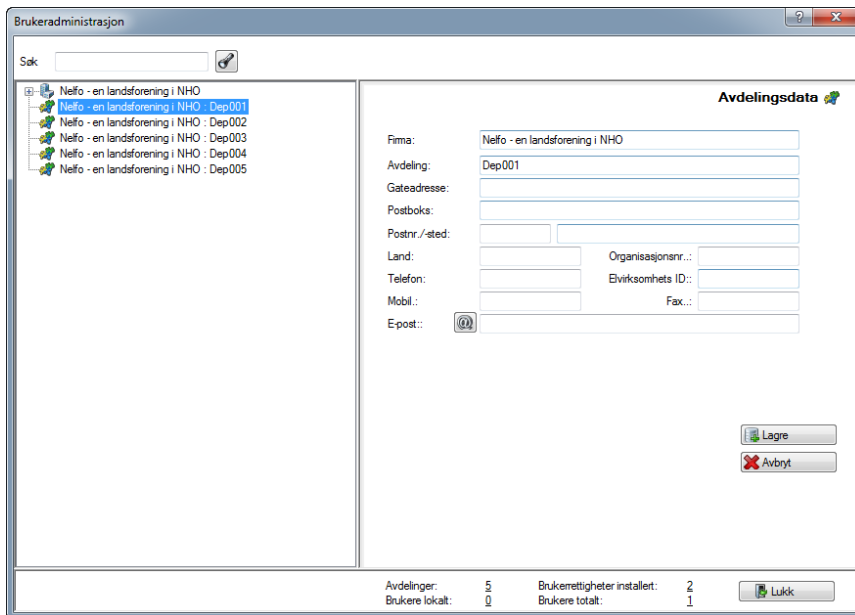 Brukeradministrasjon
Søk
Nelfo - en landsforening i NHO
Nelfo - en landsforening i NHO : Dep001
Nelfo - en landsforening i NHO : Dep002
Nelfo - en landsforening i NHO : Dep003
Nelfo - en landsforening i NHO : Dep004
Nelfo - en landsforening i NHO : Dep005
Avdelingsdata
Firma: Nelfo - en landsforening i NHO
Avdeling: Dep001
Gateadresse:
Postboks:
Postnr./-sted:
Land: Organisasjonsnr..:
Telefon: Elvirksomhets ID::
Mobil.: Fax..:
E-post:: @
Lagre
Avbryt
Avdelinger: 5 Brukerrettigheter installert: 2
Brukere lokalt: 0 Brukere totalt: 1
Lukk